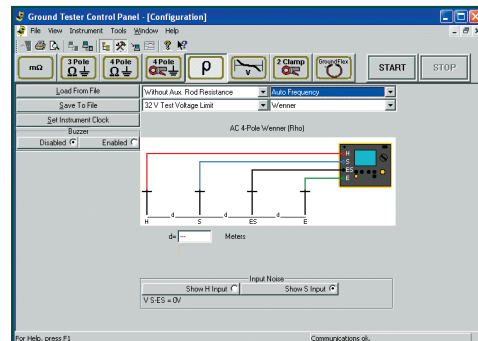 Ground Tester Control Panel - [Configuration]
File View Instrument Tools Window Help
mΩ
3 Pole Ω
4 Pole Ω
4 Pole
ρ
V
2 Clamp
GroundFlex
START
STOP
Load From File
Without Aux. Rod Resistance
Auto Frequency
Save To File
32 V Test Voltage Limit
Wenner
Set Instrument Clock
Buzzer
Disabled Enabled
AC 4-Pole Wenner (Rho)
H
S
ES
E
d d d
H S ES E
d= --- Meters
Input Noise
Show H Input Show S Input
V S-ES = 0V
For Help, press F1
Communications ok.